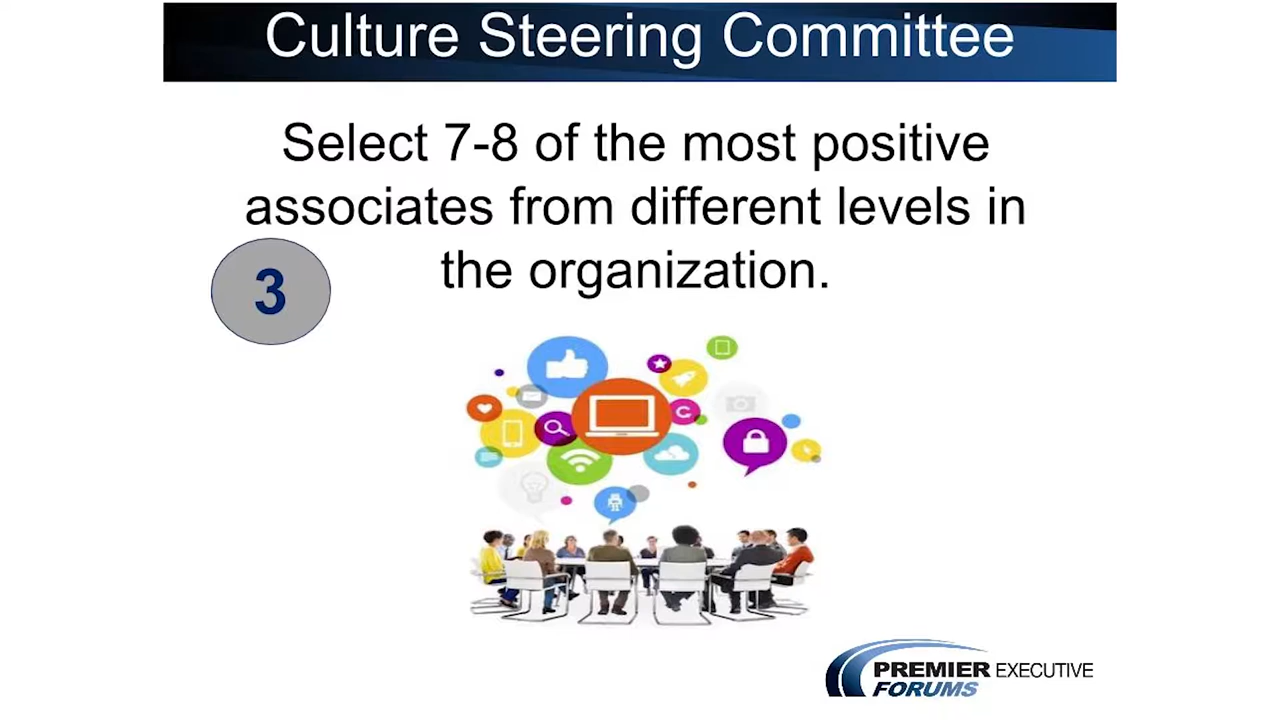 Culture Steering Committee
Select 7-8 of the most positive
associates from different levels in
the organization.
3
PREMIER EXECUTIVE
FORUMS